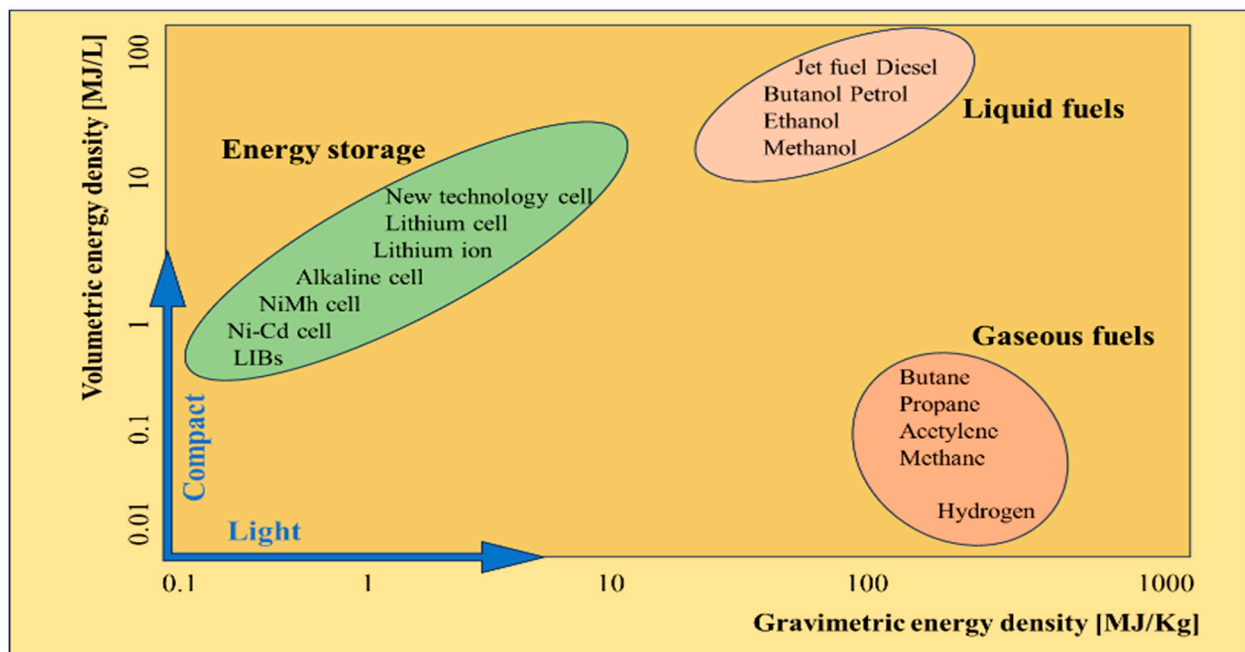 Volumetric energy density [MJ/L]
100
10
1
0.1
0.01
Energy storage
New technology cell
Lithium cell
Lithium ion
Alkaline cell
NiMh cell
Ni-Cd cell
LIBs
Jet fuel Diesel
Butanol Petrol
Ethanol
Methanol
Liquid fuels
Gaseous fuels
Butane
Propane
Acetylene
Methane
Hydrogen
Compact
Light
0.1 1 10 100 1000
Gravimetric energy density [MJ/Kg]